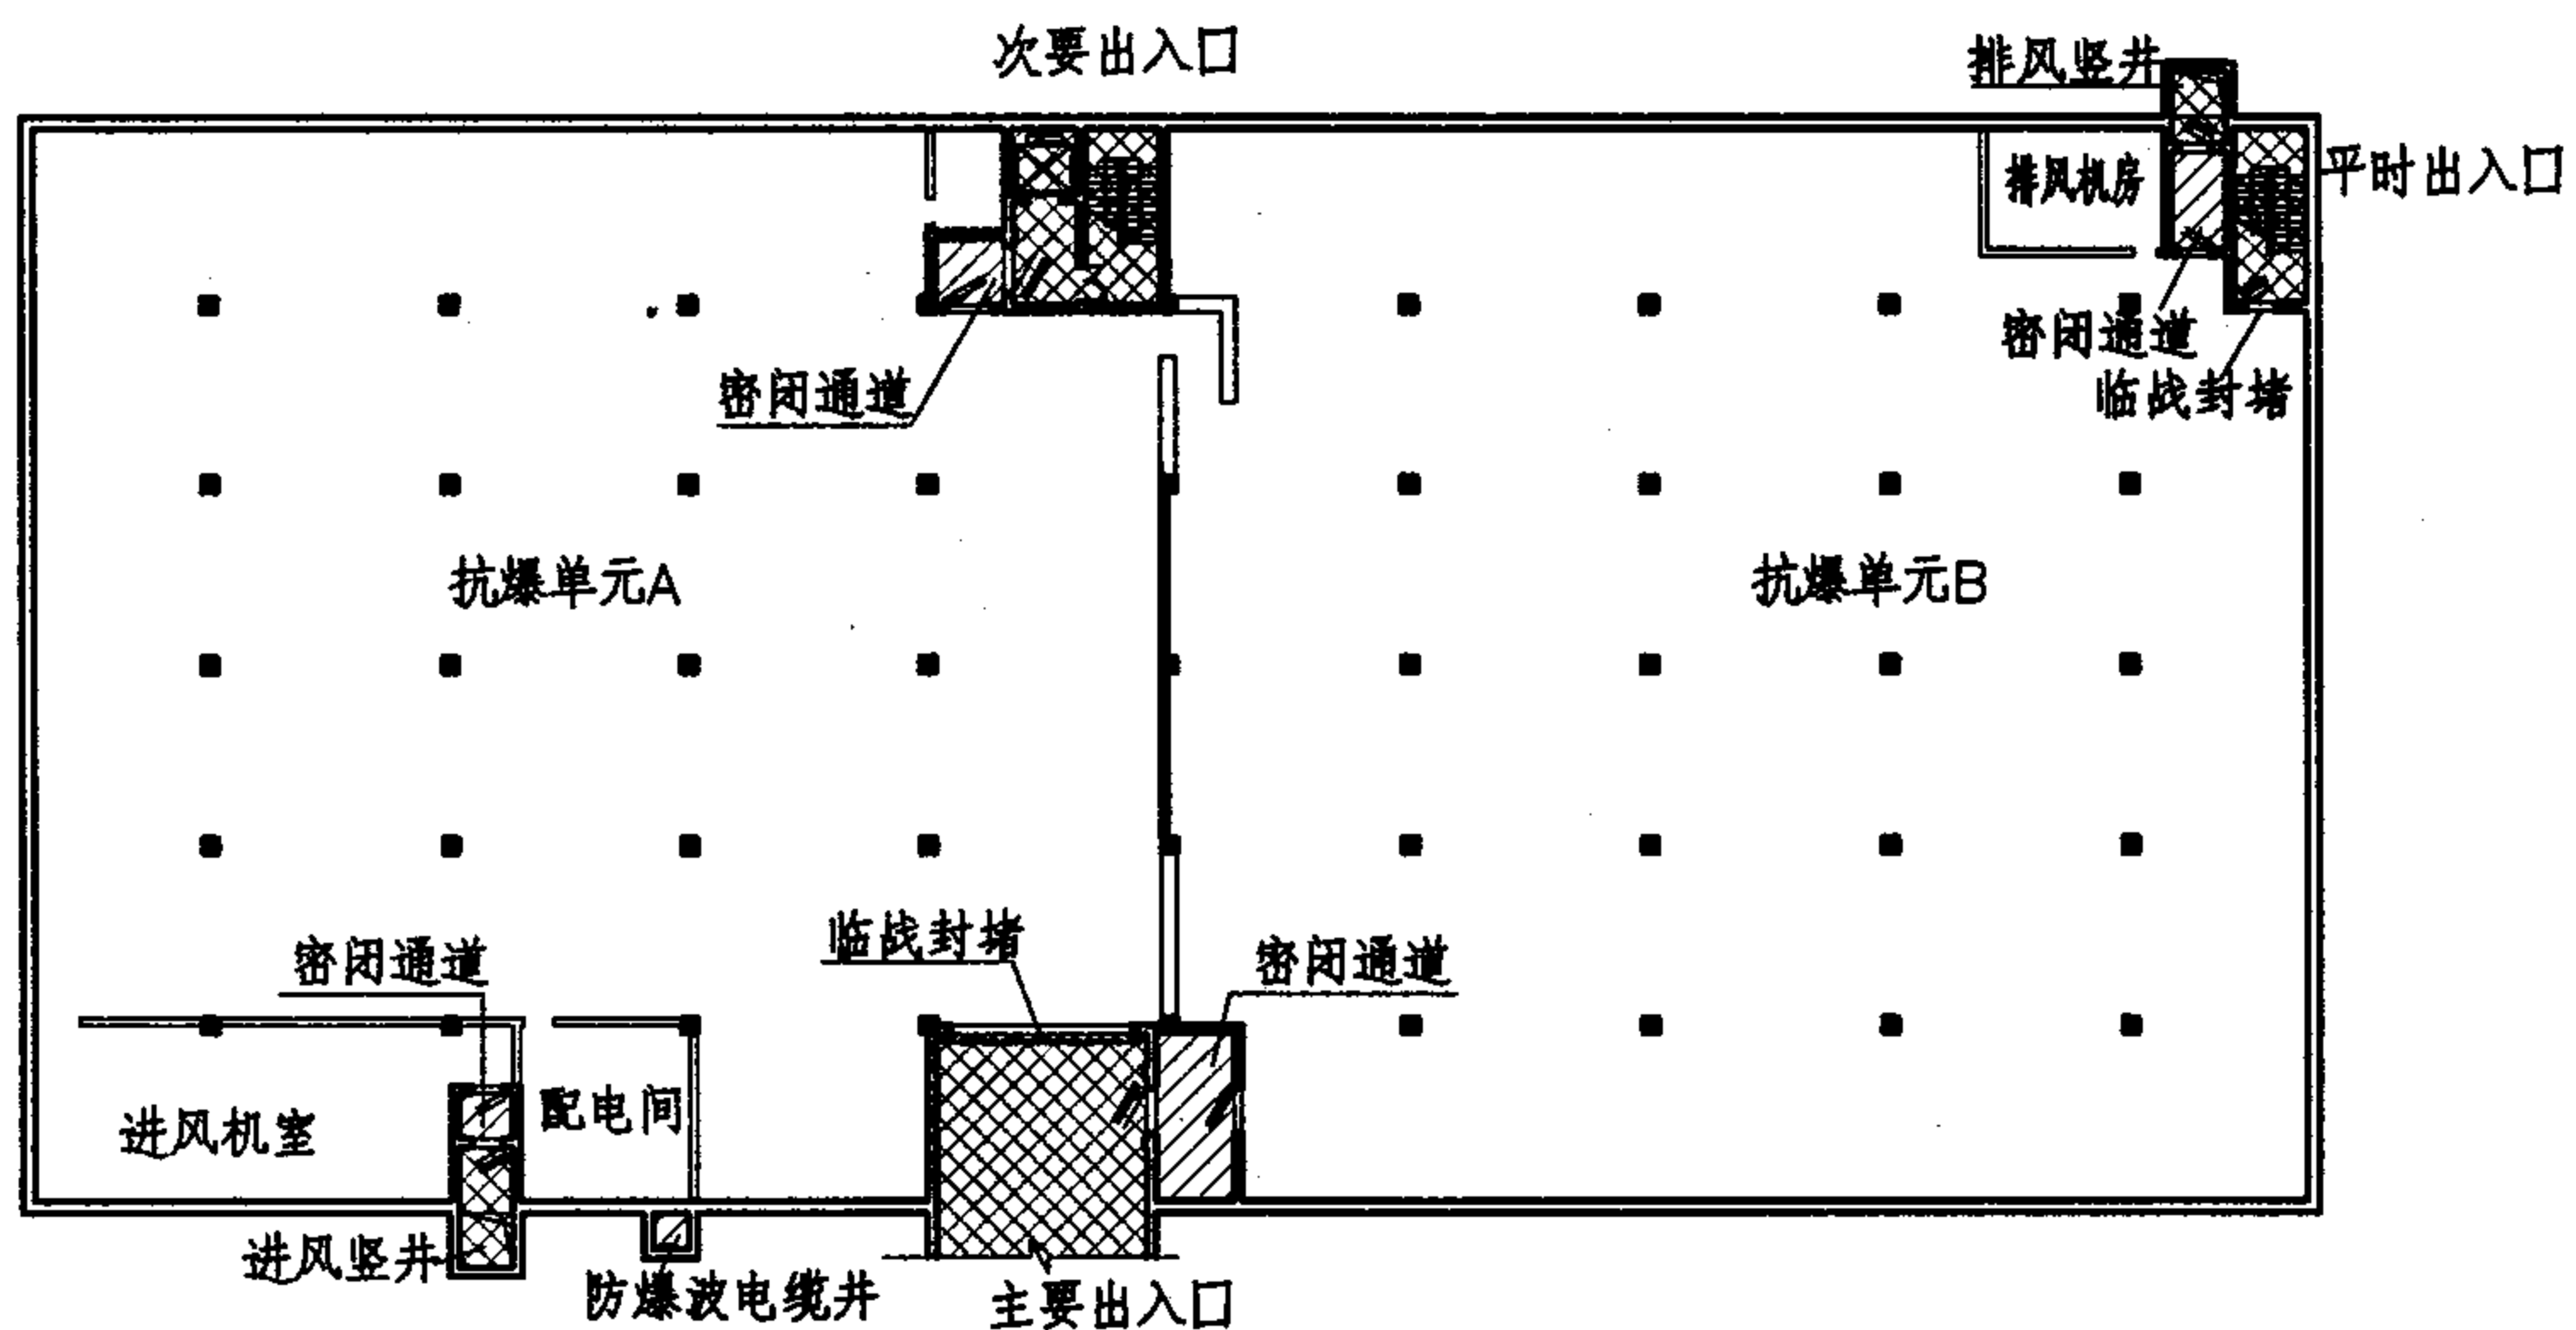 次要出入口
排风竖井
平时出入口
排风机房
密闭通道
临战封堵
密闭通道
抗爆单元A
抗爆单元B
临战封堵
密闭通道
密闭通道
进风机室
配电间
进风竖井
防爆波电缆井
主要出入口